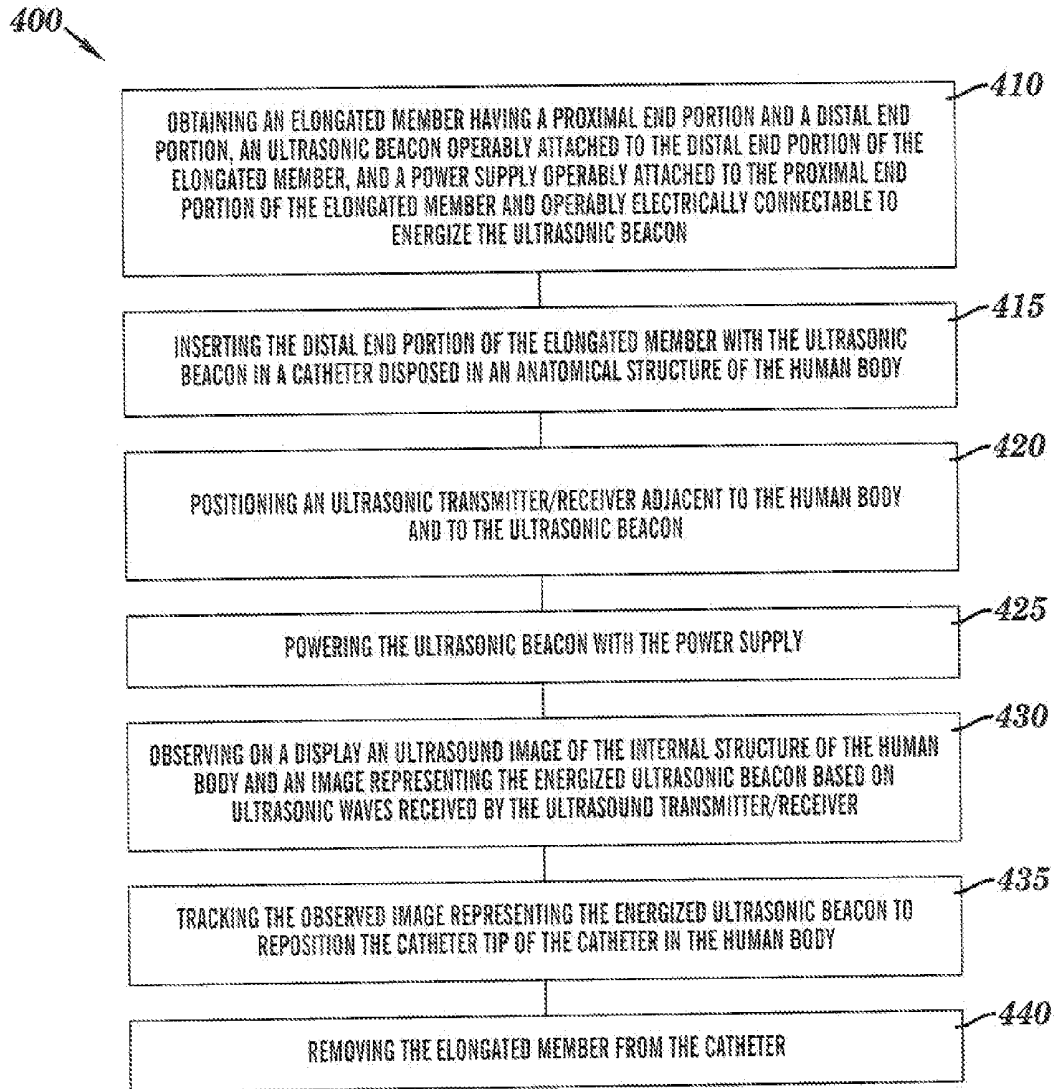 400
410
OBTAINING AN ELONGATED MEMBER HAVING A PROXIMAL END PORTION AND A DISTAL END
PORTION, AN ULTRASONIC BEACON OPERABLY ATTACHED TO THE DISTAL END PORTION OF THE
ELONGATED MEMBER, AND A POWER SUPPLY OPERABLY ATTACHED TO THE PROXIMAL END
PORTION OF THE ELONGATED MEMBER AND OPERABLY ELECTRICALLY CONNECTABLE TO
ENERGIZE THE ULTRASONIC BEACON
415
INSERTING THE DISTAL END PORTION OF THE ELONGATED MEMBER WITH THE ULTRASONIC
BEACON IN A CATHETER DISPOSED IN AN ANATOMICAL STRUCTURE OF THE HUMAN BODY
420
POSITIONING AN ULTRASONIC TRANSMITTER/RECEIVER ADJACENT TO THE HUMAN BODY
AND TO THE ULTRASONIC BEACON
425
POWERING THE ULTRASONIC BEACON WITH THE POWER SUPPLY
430
OBSERVING ON A DISPLAY AN ULTRASOUND IMAGE OF THE INTERNAL STRUCTURE OF THE HUMAN
BODY AND AN IMAGE REPRESENTING THE ENERGIZED ULTRASONIC BEACON BASED ON
ULTRASONIC WAVES RECEIVED BY THE ULTRASOUND TRANSMITTER/RECEIVER
435
TRACKING THE OBSERVED IMAGE REPRESENTING THE ENERGIZED ULTRASONIC BEACON TO
REPOSITION THE CATHETER TIP OF THE CATHETER IN THE HUMAN BODY
440
REMOVING THE ELONGATED MEMBER FROM THE CATHETER